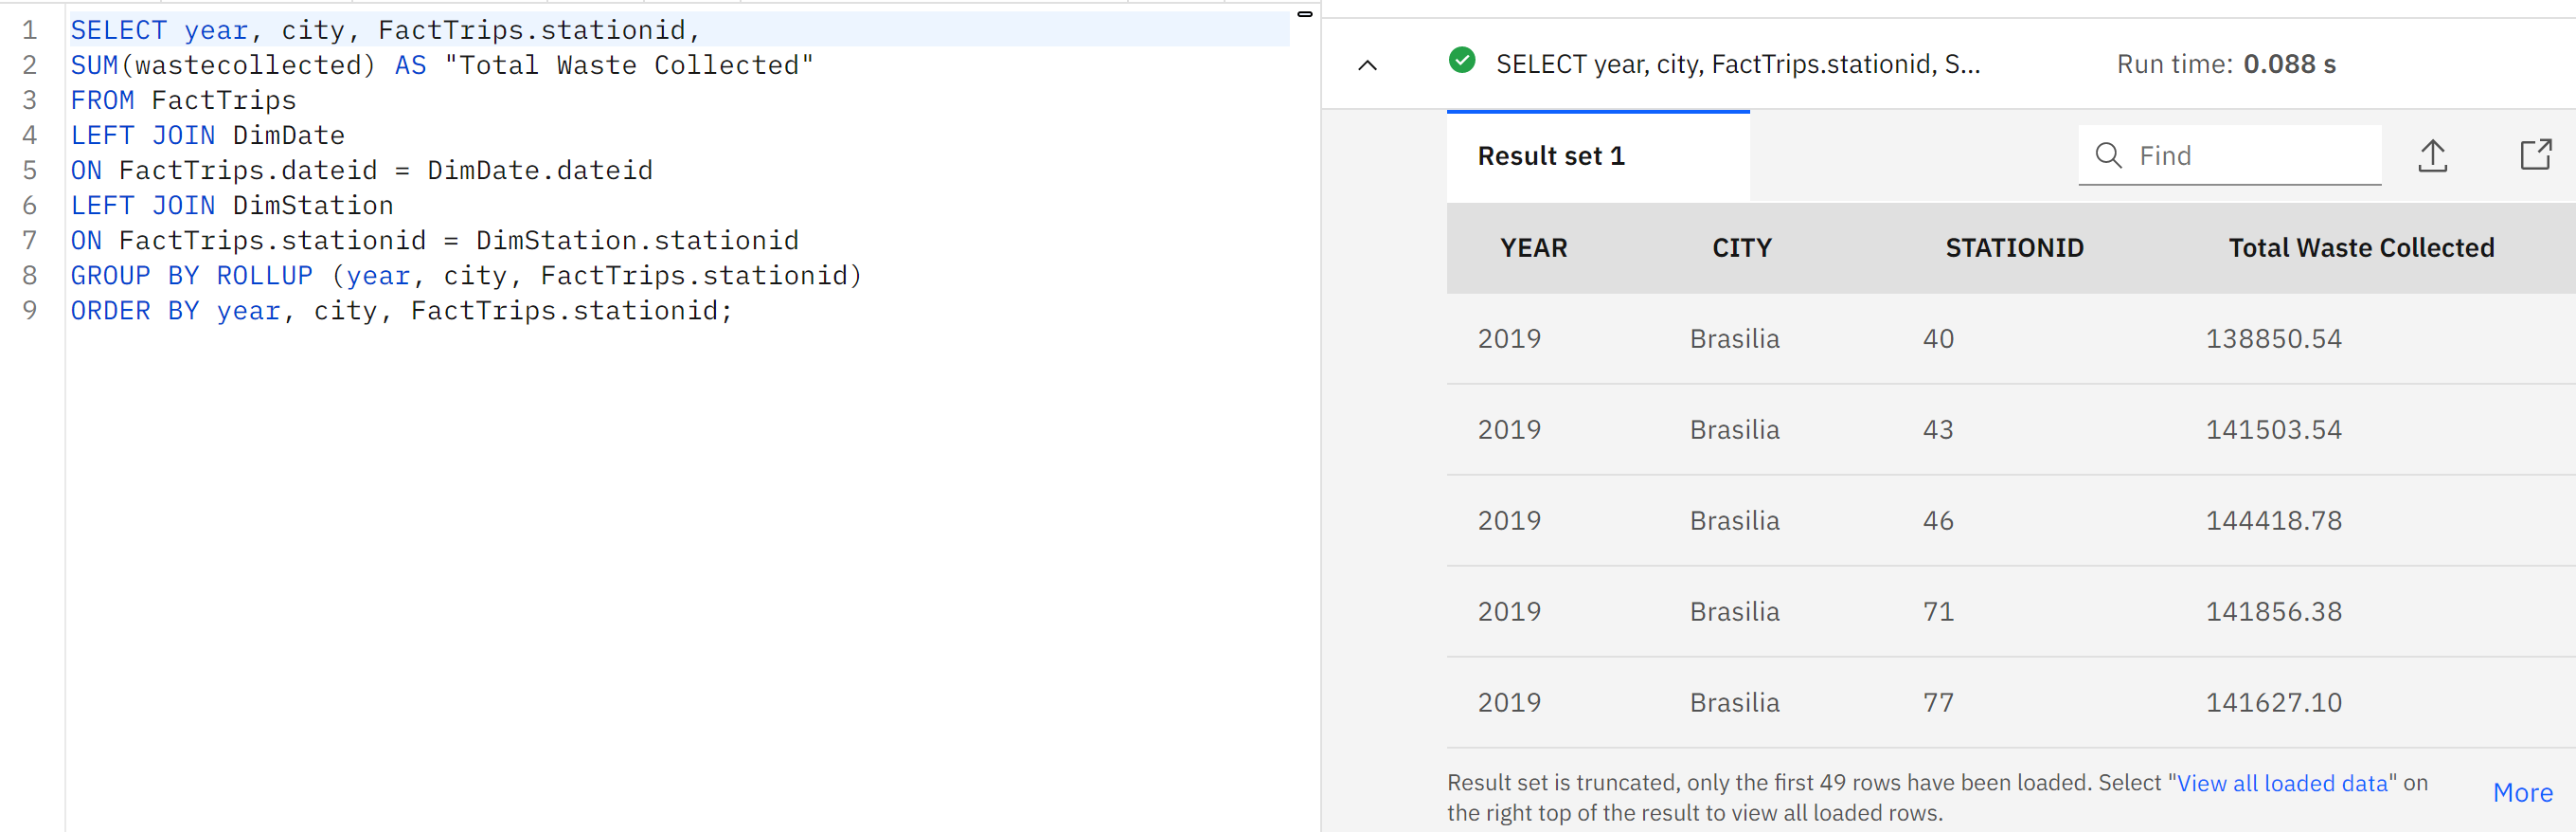 1 SELECT year, city, FactTrips.stationid,
2 SUM(wastecollected) AS "Total Waste Collected"
3 FROM FactTrips
4 LEFT JOIN DimDate
5 ON FactTrips.dateid = DimDate.dateid
6 LEFT JOIN DimStation
7 ON FactTrips.stationid = DimStation.stationid
8 GROUP BY ROLLUP (year, city, FactTrips.stationid)
9 ORDER BY year, city, FactTrips.stationid;
SELECT year, city, FactTrips.stationid, S... Run time: 0.088 s
Result set 1 Find
YEAR CITY STATIONID Total Waste Collected
2019 Brasilia 40 138850.54
2019 Brasilia 43 141503.54
2019 Brasilia 46 144418.78
2019 Brasilia 71 141856.38
2019 Brasilia 77 141627.10
Result set is truncated, only the first 49 rows have been loaded. Select "View all loaded data" on
the right top of the result to view all loaded rows.
More